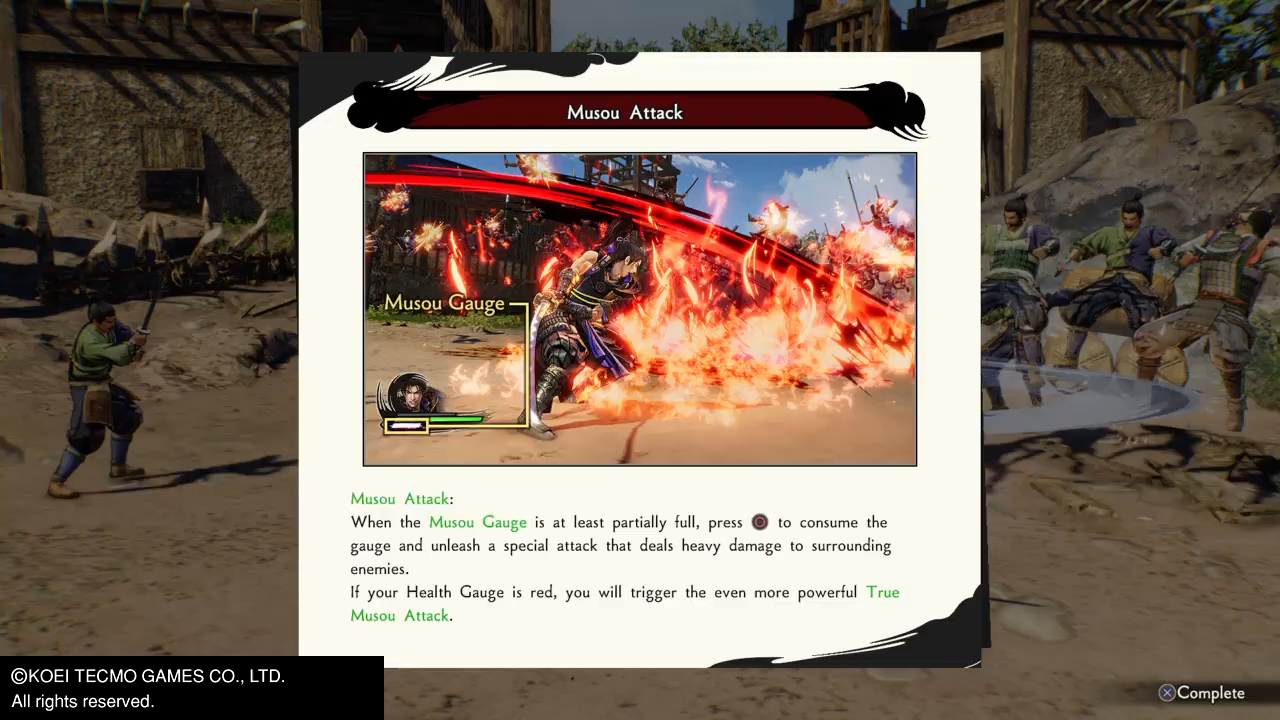 Musou Attack
Musou Gauge
Musou Attack:
When the Musou Gauge is at least partially full, press to consume the
gauge and unleash a special attack that deals heavy damage to surrounding
enemies.
If your Health Gauge is red, you will trigger the even more powerful True
Musou Attack.
©KOEI TECMO GAMES CO., LTD.
All rights reserved.
Complete